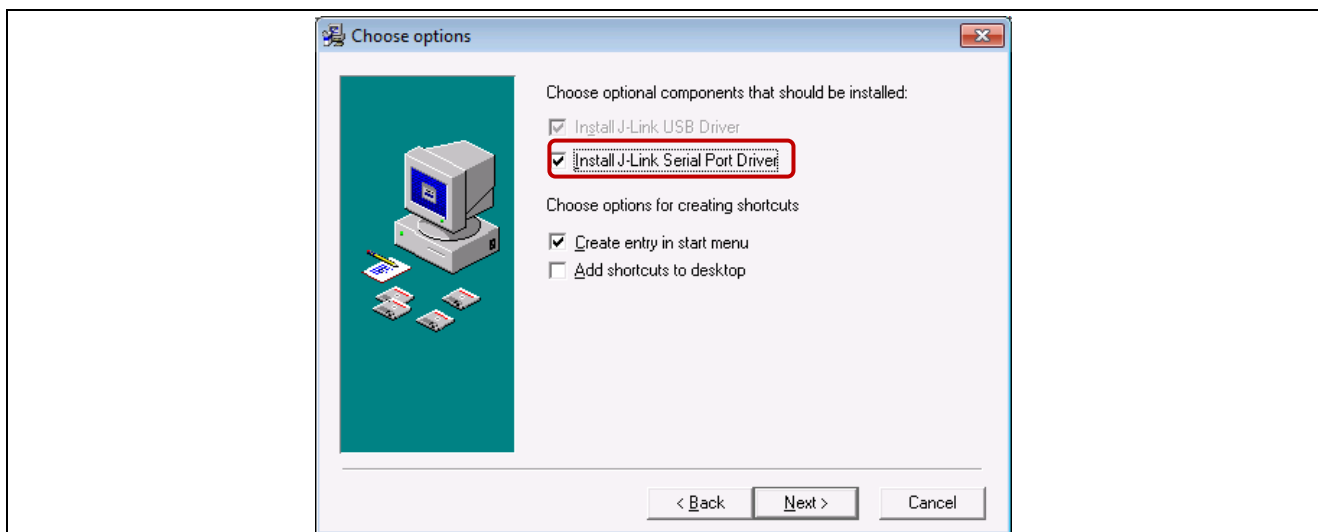 Choose options
Choose optional components that should be installed:
Install J-Link USB Driver
Install J-Link Serial Port Driver
Choose options for creating shortcuts
Create entry in start menu
Add shortcuts to desktop
< Back Next > Cancel